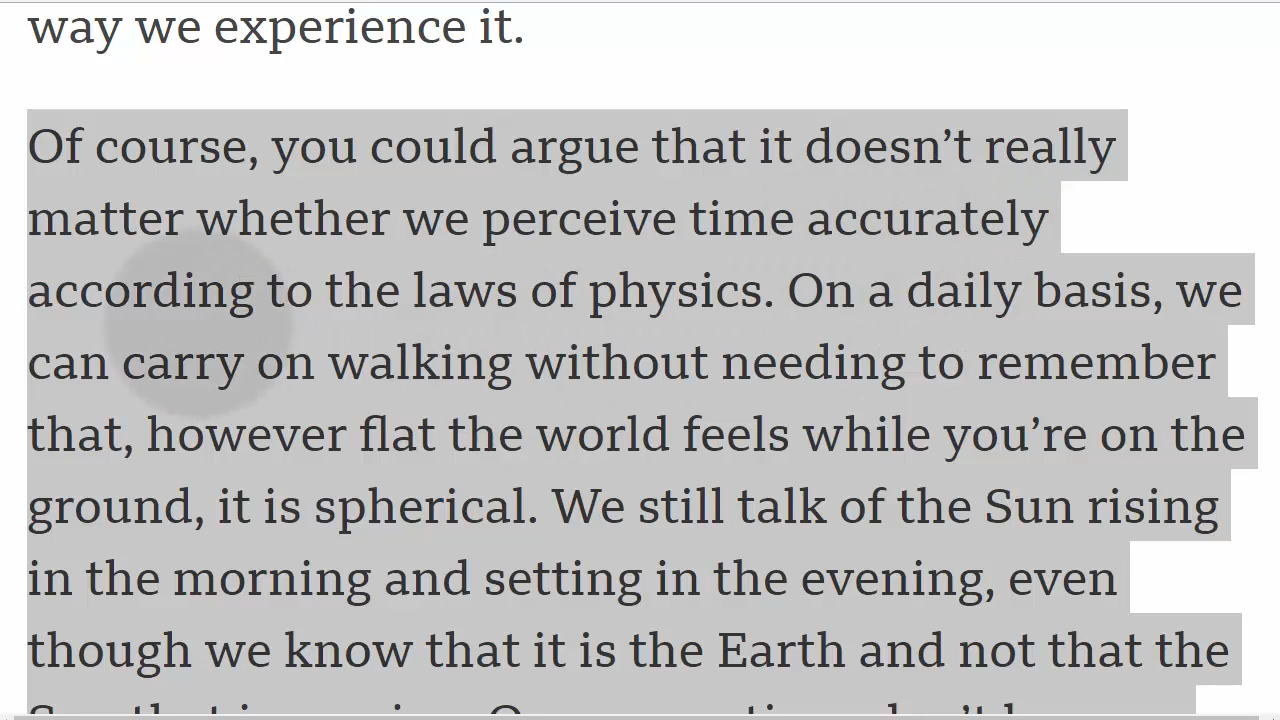 way we experience it.
Of course, you could argue that it doesn’t really
matter whether we perceive time accurately
according to the laws of physics. On a daily basis, we
can carry on walking without needing to remember
that, however flat the world feels while you’re on the
ground, it is spherical. We still talk of the Sun rising
in the morning and setting in the evening, even
though we know that it is the Earth and not that the